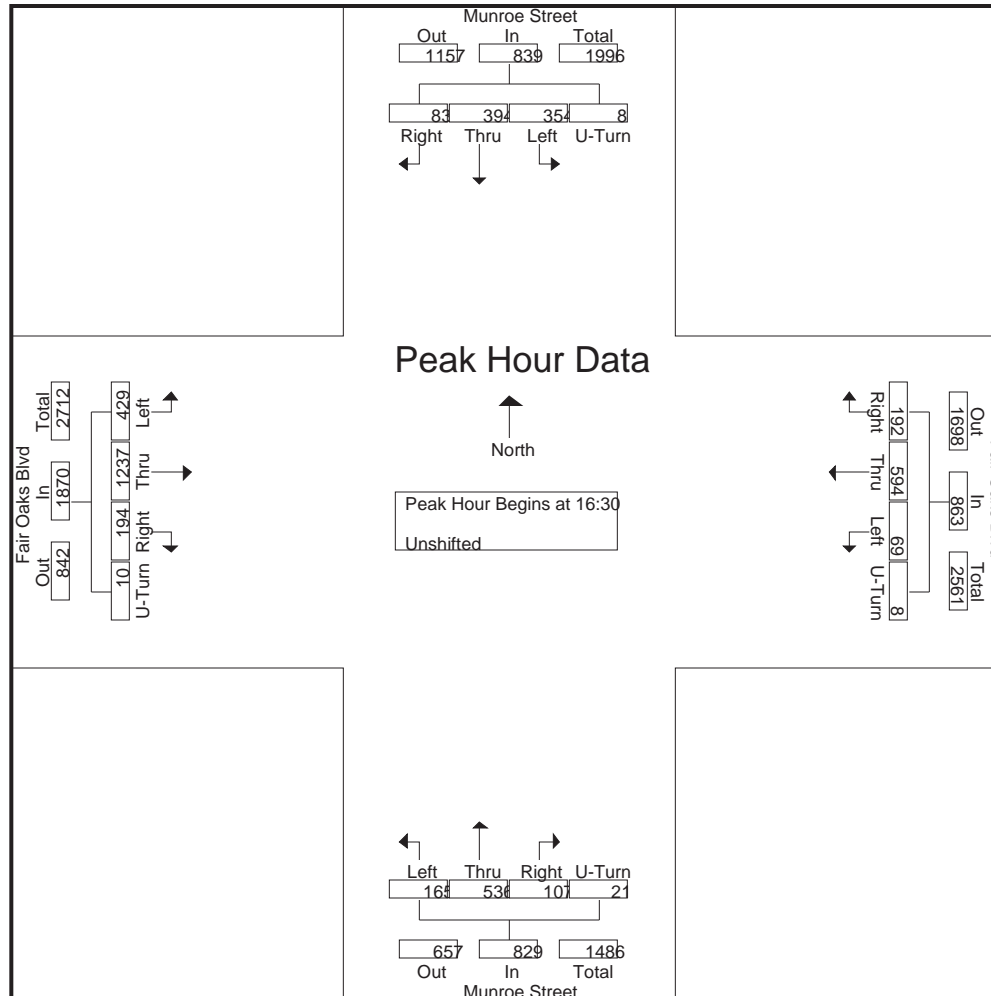 Munroe Street
Out In Total
1157 839 1996
83 394 354 8
Right Thru Left U-Turn
Peak Hour Data
North
Peak Hour Begins at 16:30
Unshifted
Fair Oaks Blvd
Out In Total
842 1870 2712
429 1237 194 10
Left Thru Right U-Turn
Out In Total
1698 863 2561
192 594 69 8
Right Thru Left U-Turn
Left Thru Right U-Turn
165 536 107 21
657 829 1486
Out In Total
Munroe Street